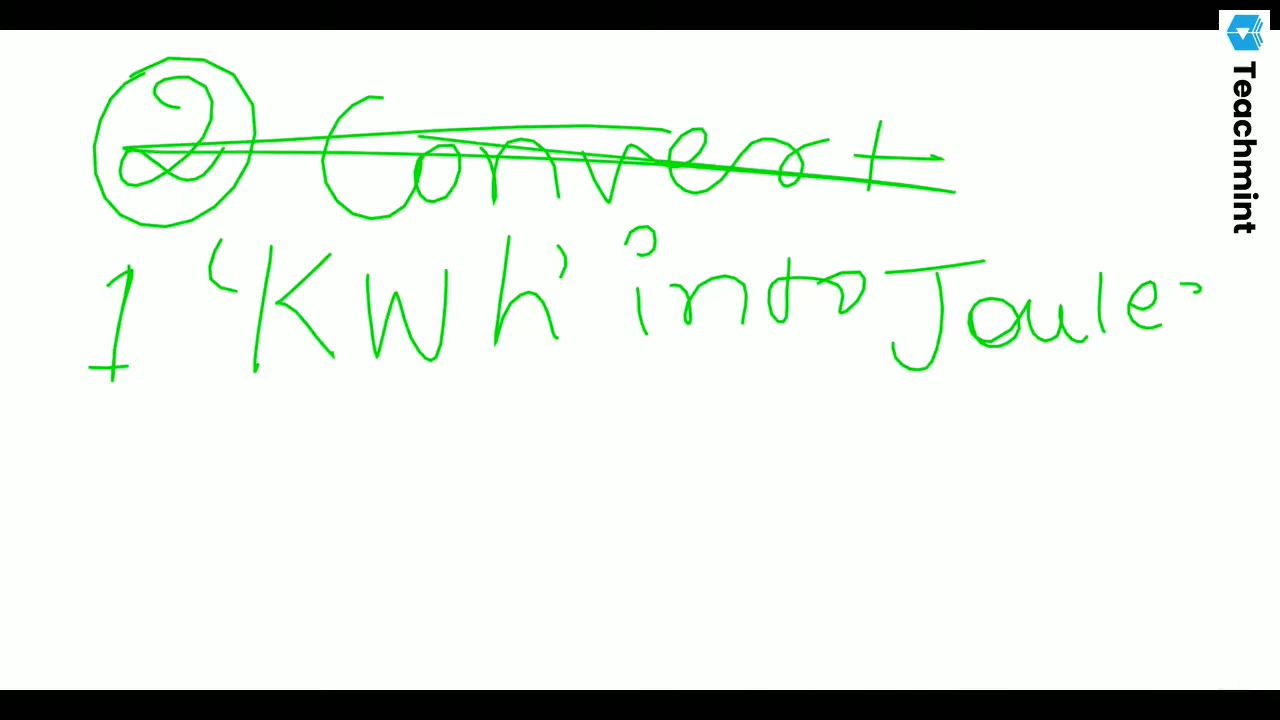 ② Convert
1 'KWh' into Joule
Teachmint